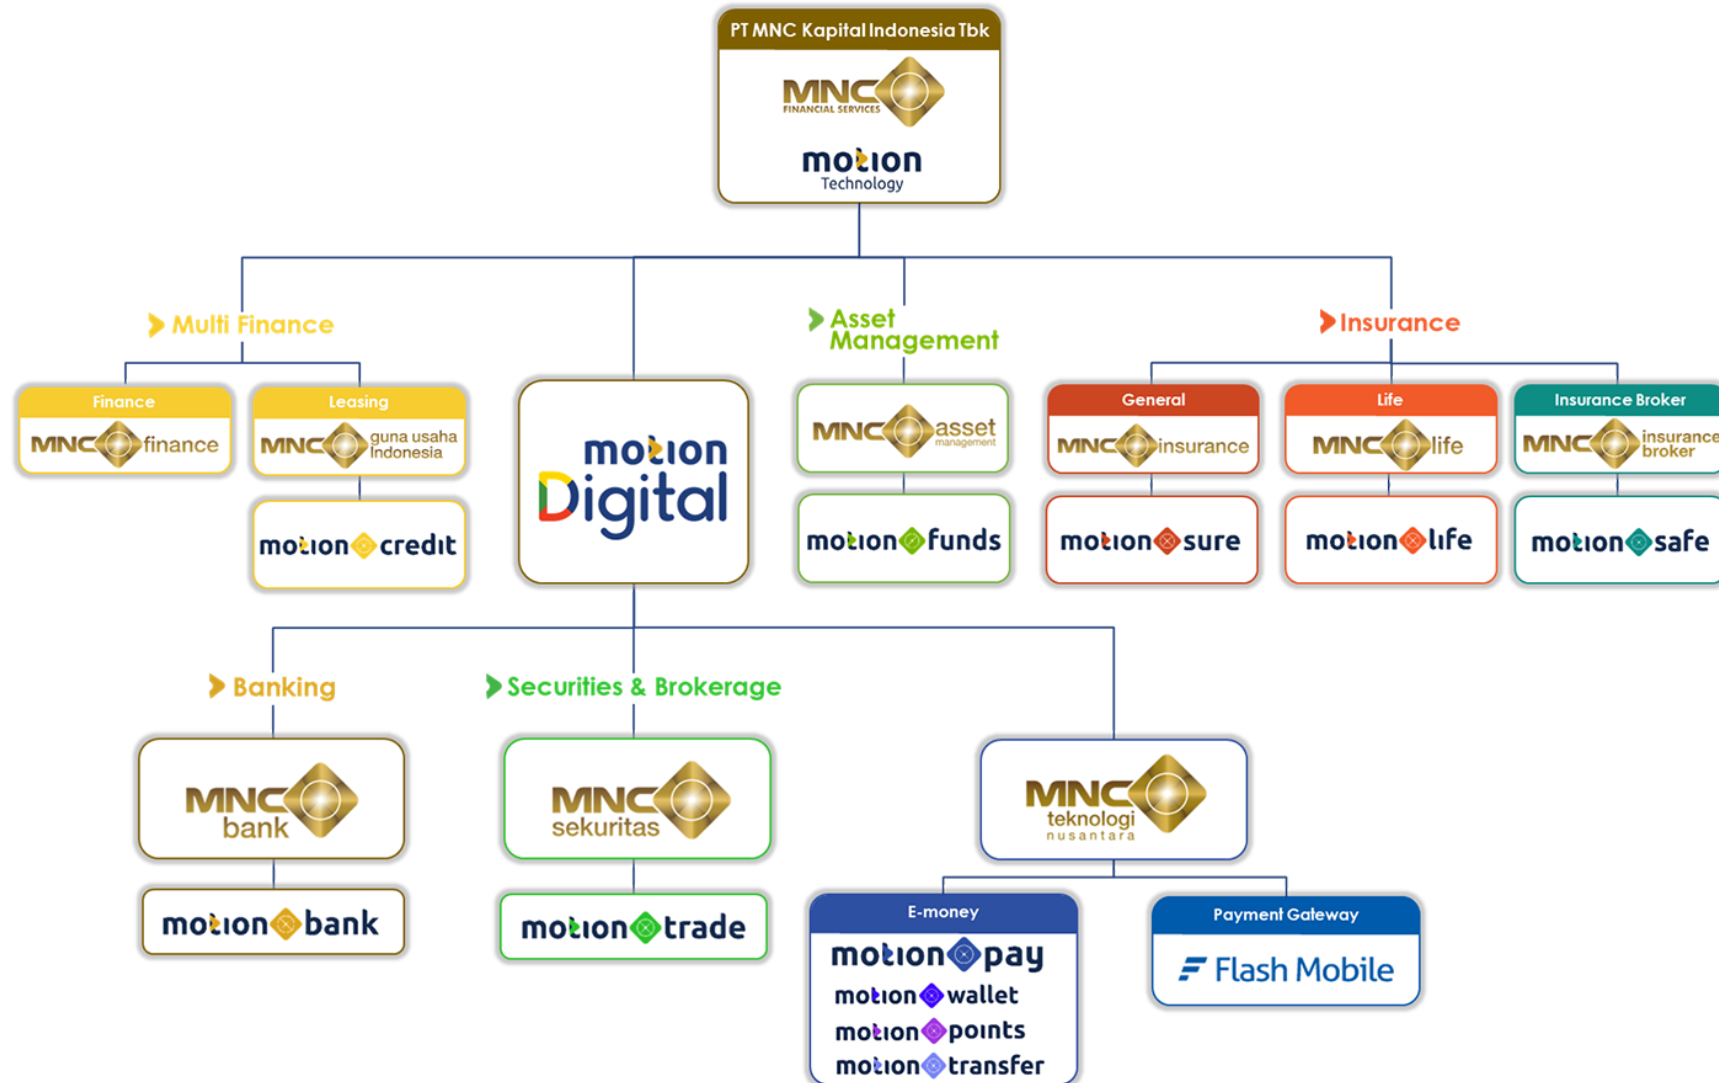 PT MNC Kapital Indonesia Tbk
MNC
FINANCIAL SERVICES
motion
Technology
Multi Finance
Asset
Management
Insurance
Finance
MNC finance
Leasing
MNC guna usaha
Indonesia
motion credit
motion
Digital
MNC asset
management
motion funds
General
MNC insurance
motion sure
Life
MNC life
motion life
Insurance Broker
MNC insurance
broker
motion safe
Banking
Securities & Brokerage
MNC
bank
motion bank
MNC
sekuritas
motion trade
MNC
teknologi
nusantara
E-money
motion pay
motion wallet
motion points
motion transfer
Payment Gateway
Flash Mobile